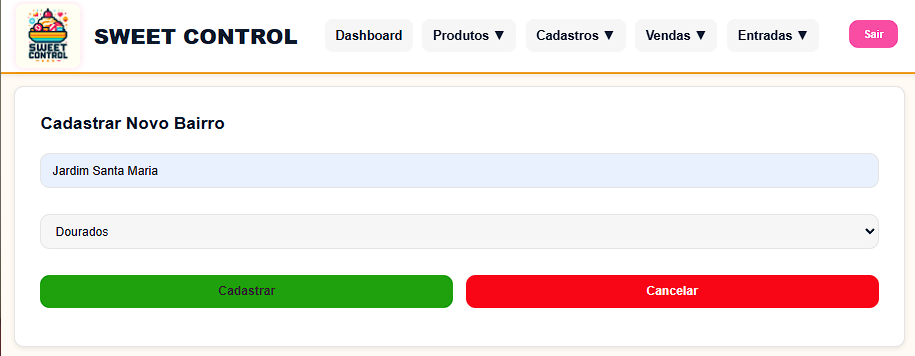 SWEET CONTROL
SWEET CONTROL Dashboard Produtos ▼ Cadastros ▼ Vendas ▼ Entradas ▼ Sair
Cadastrar Novo Bairro
Jardim Santa Maria
Dourados
Cadastrar Cancelar